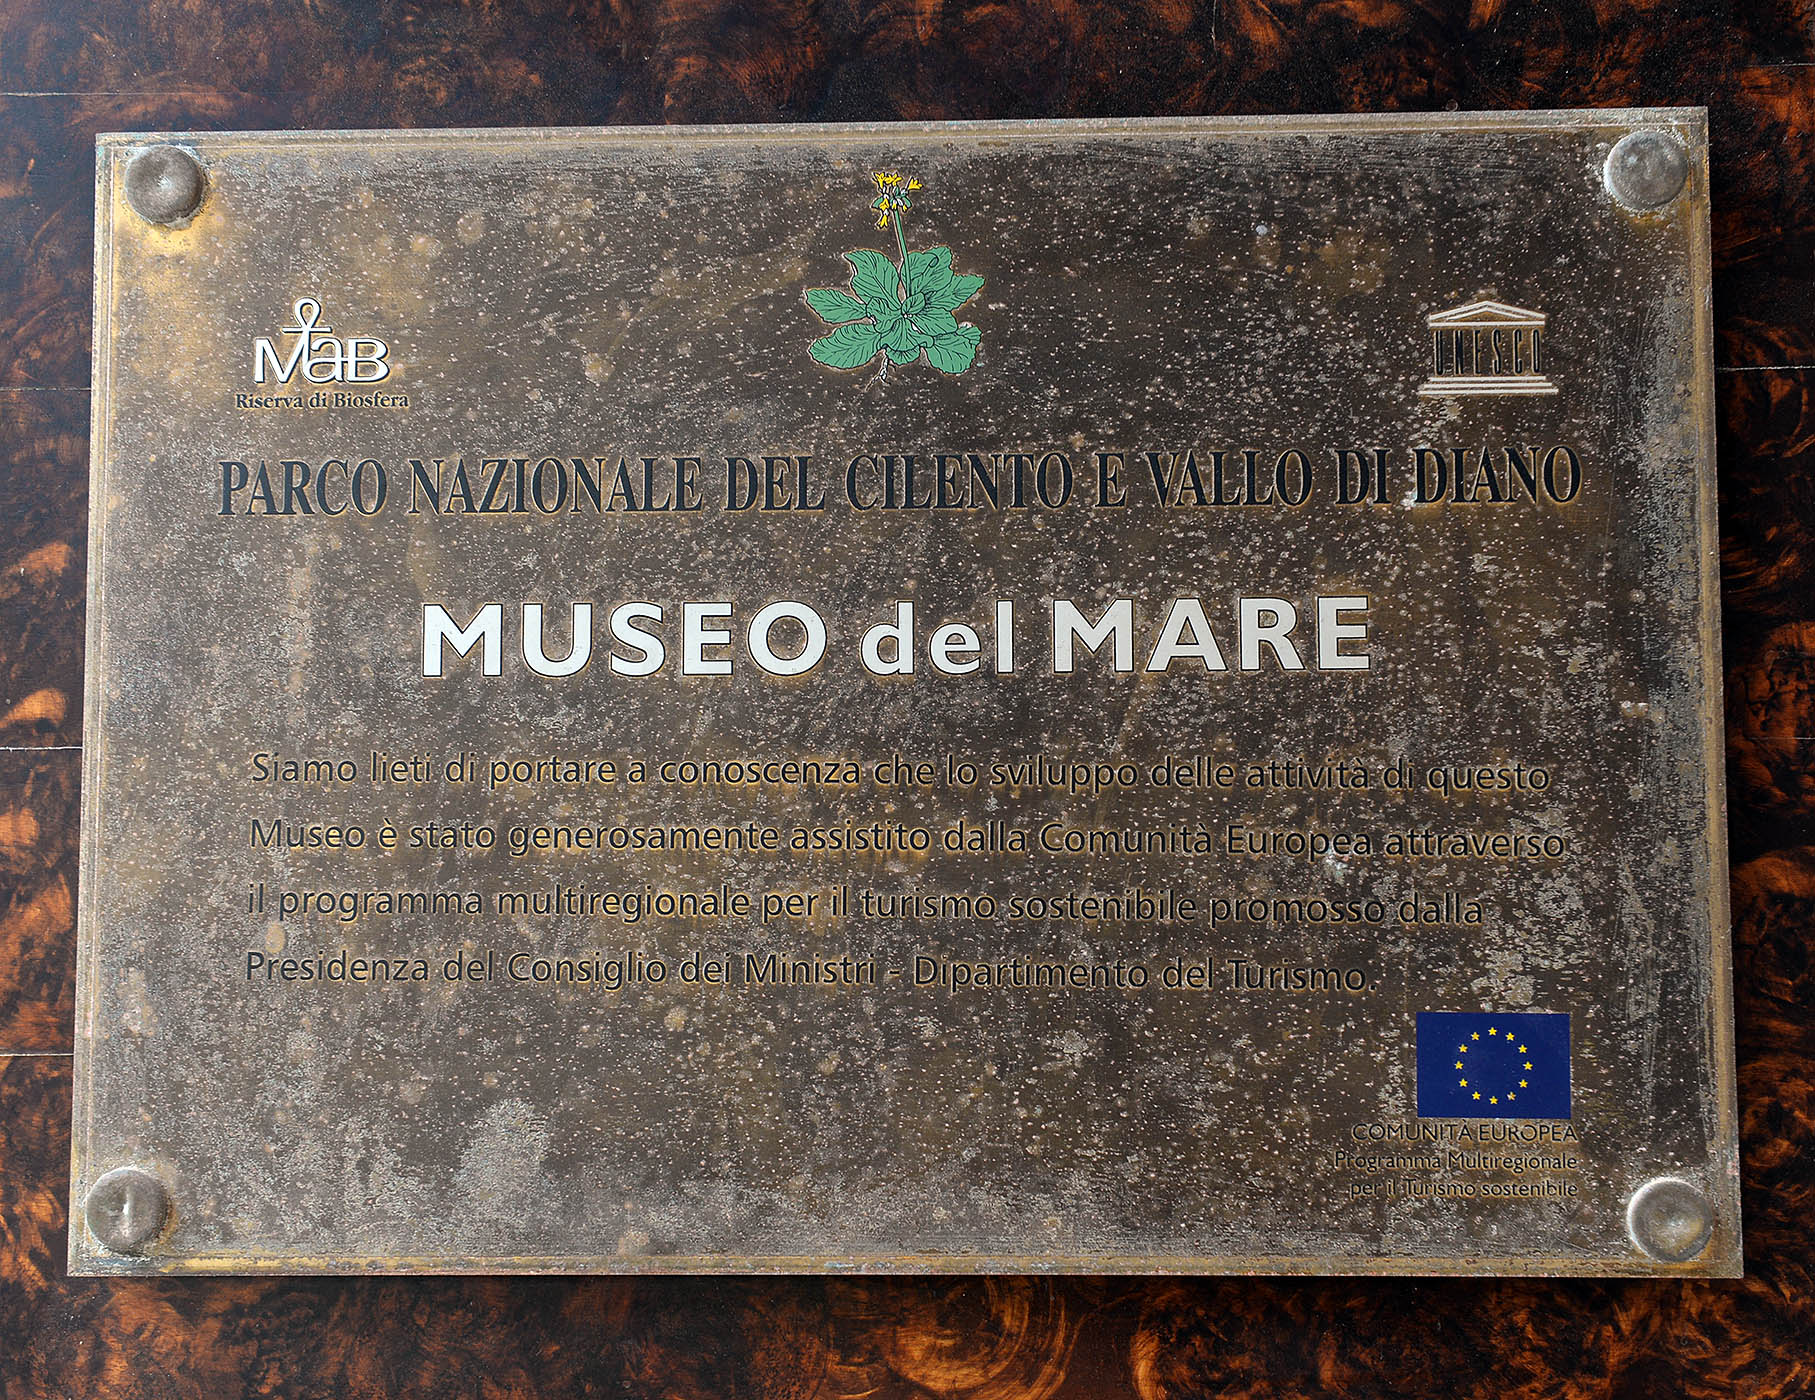 MaB
Riserva di Biosfera
UNESCO
PARCO NAZIONALE DEL CILENTO E VALLO DI DIANO
MUSEO del MARE
Siamo lieti di portare a conoscenza che lo sviluppo delle attività di questo
Museo è stato generosamente assistito dalla Comunità Europea attraverso
il programma multiregionale per il turismo sostenibile promosso dalla
Presidenza del Consiglio dei Ministri - Dipartimento del Turismo.
COMUNITÀ EUROPEA
Programma Multiregionale
per il Turismo sostenibile